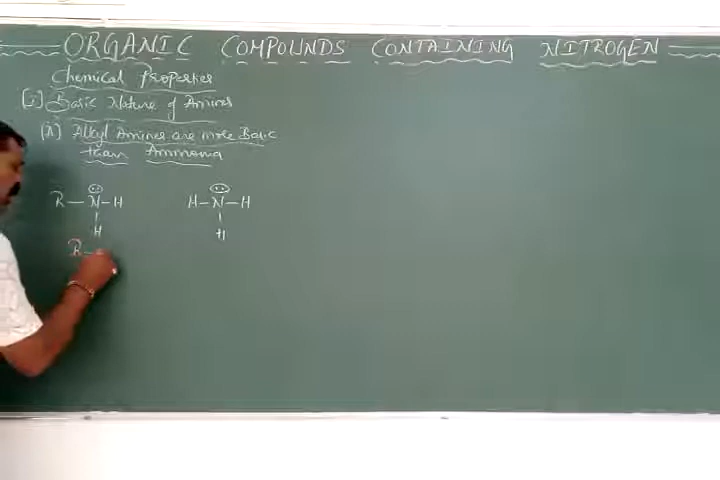 ORGANIC COMPOUNDS CONTAINING NITROGEN
Chemical Properties
[I] Basic Nature of Amines
[A] Alkyl Amines are more Basic
than Ammonia
R—N̈—H H—N̈—H
| |
H H
R—